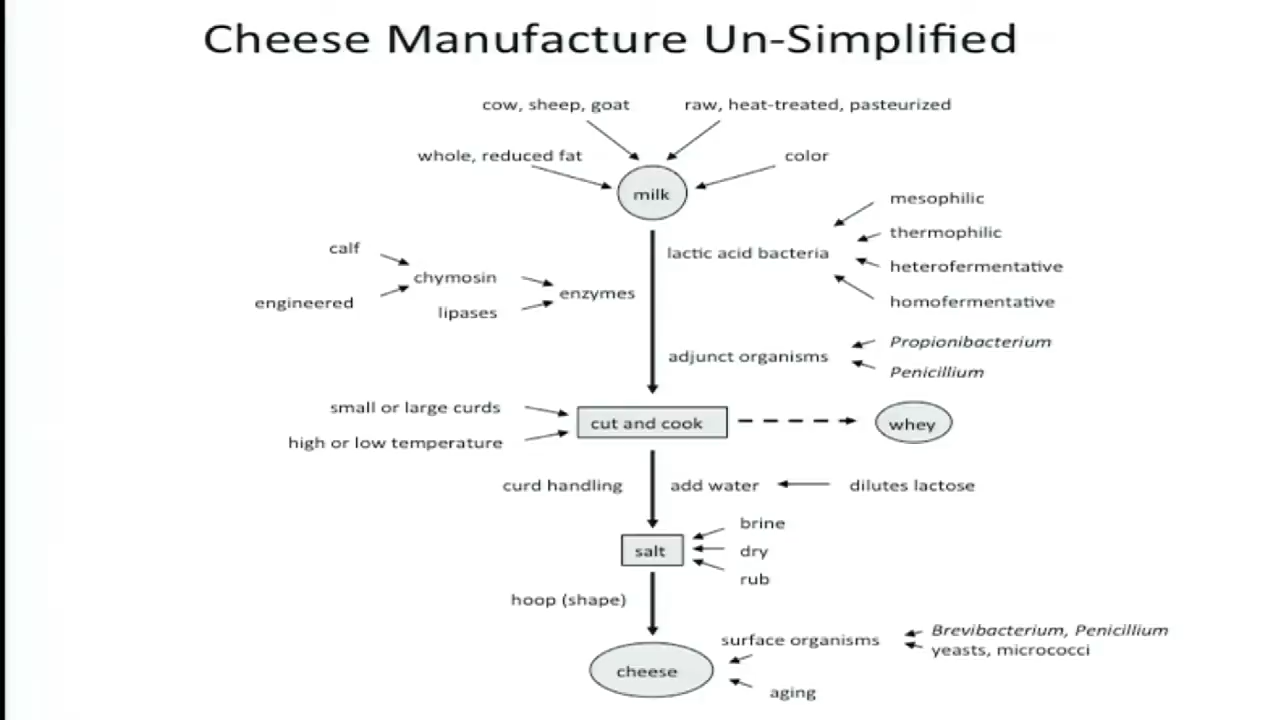 Cheese Manufacture Un-Simplified
cow, sheep, goat
raw, heat-treated, pasteurized
whole, reduced fat
color
milk
mesophilic
thermophilic
lactic acid bacteria
heterofermentative
homofermentative
calf
chymosin
engineered
enzymes
lipases
Propionibacterium
adjunct organisms
Penicillium
small or large curds
cut and cook
whey
high or low temperature
curd handling
add water
dilutes lactose
brine
salt
dry
rub
hoop (shape)
surface organisms
Brevibacterium, Penicillium
yeasts, micrococci
cheese
aging